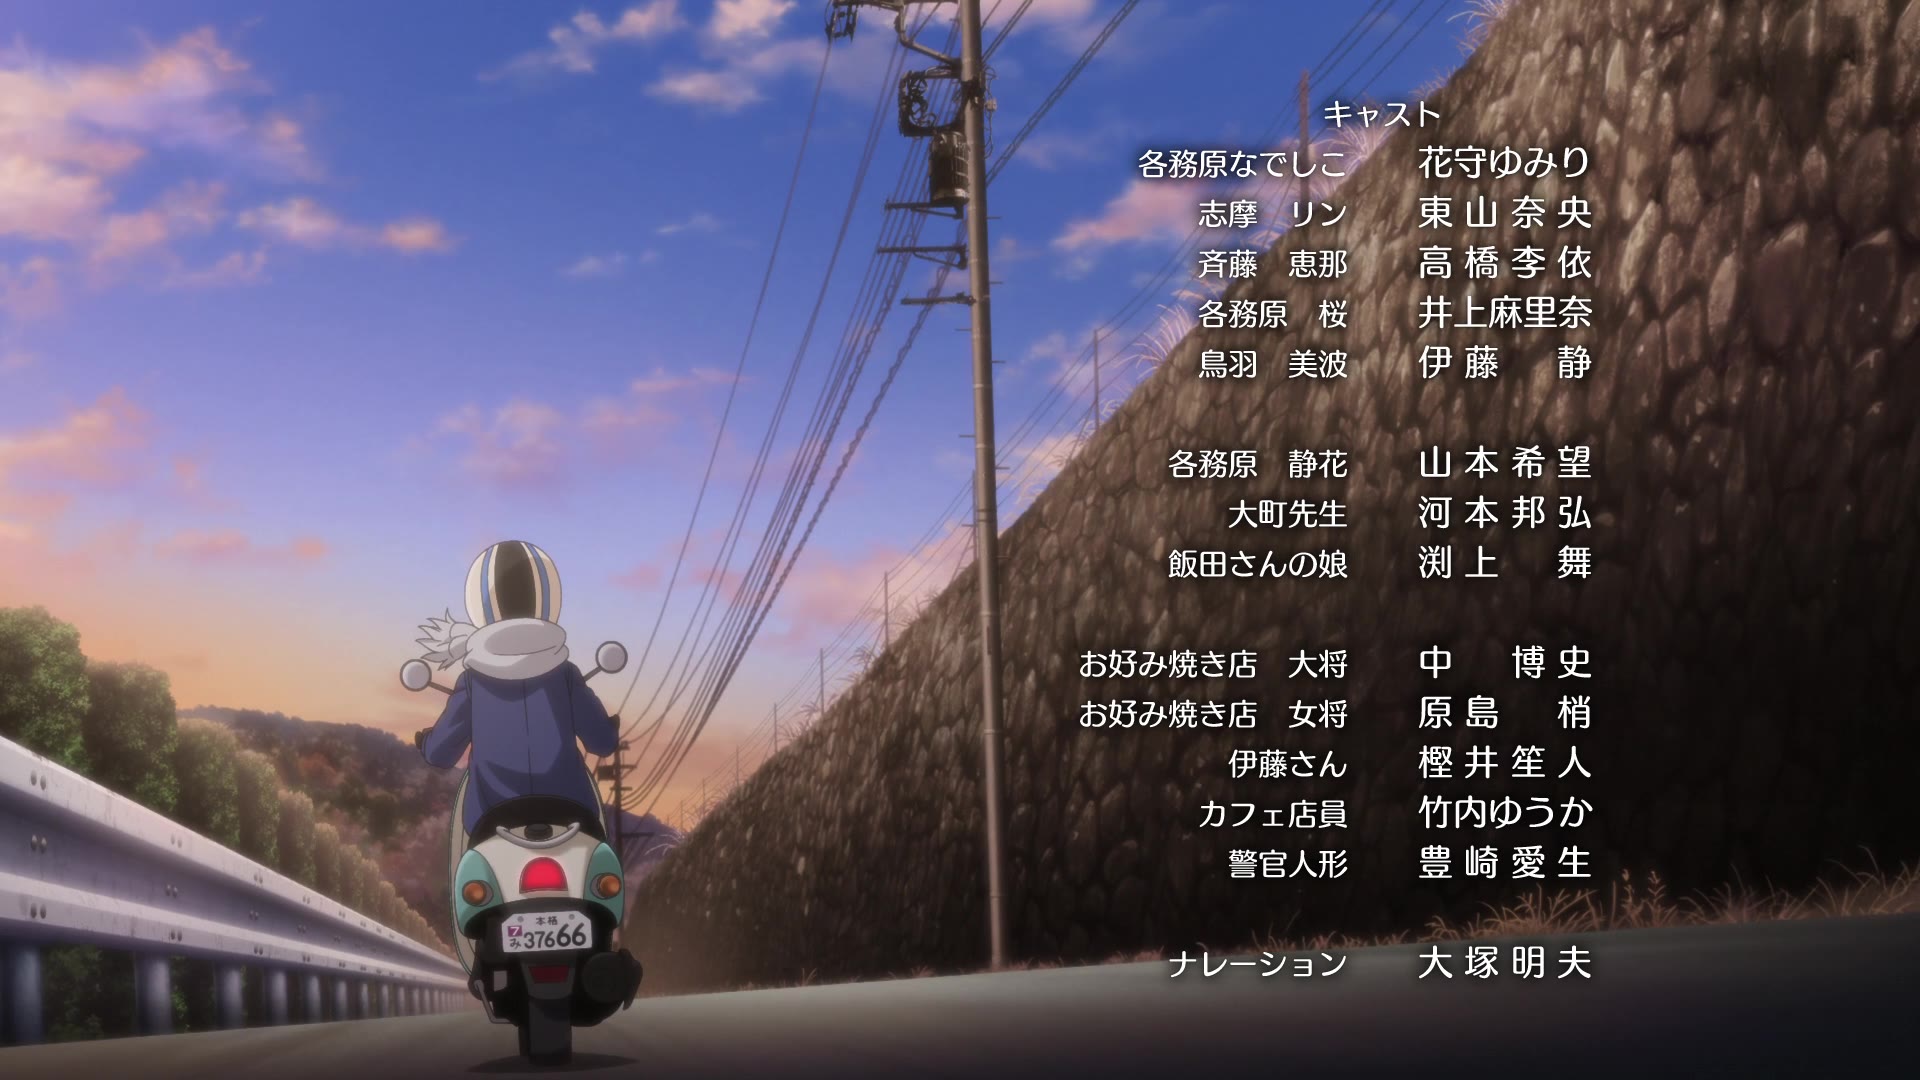 キャスト
各務原なでしこ 花守ゆみり
志摩 リン 東山奈央
斉藤 恵那 高橋李依
各務原 桜 井上麻里奈
鳥羽 美波 伊藤 静
各務原 静花 山本希望
大町先生 河本邦弘
飯田さんの娘 渕上 舞
お好み焼き店 大将 中 博史
お好み焼き店 女将 原島 梢
伊藤さん 樫井笙人
カフェ店員 竹内ゆうか
警官人形 豊崎愛生
ナレーション 大塚明夫
本栖
7
み 37666